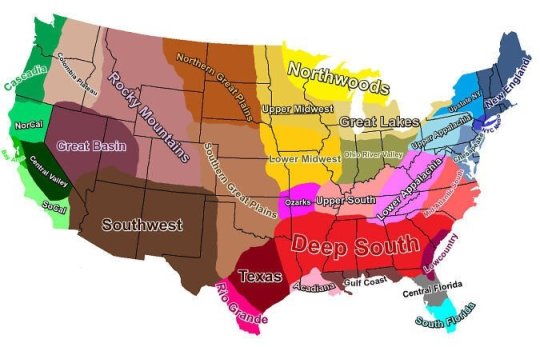 Northwoods
Cascadia
Columbia Plateau
Rocky Mountains
Northern Great Plains
New England
Upstate NY
Upper Midwest
Great Lakes
NYC
Upper Appalachia
NorCal
Great Basin
Lower Midwest
Ohio River Valley
Central Valley
Southern Great Plains
Lower Appalachia
Ozarks
Upper South
SoCal
Southwest
Deep South
Lowcountry
Texas
Rio Grande
Acadiana
Gulf Coast
Central Florida
South Florida